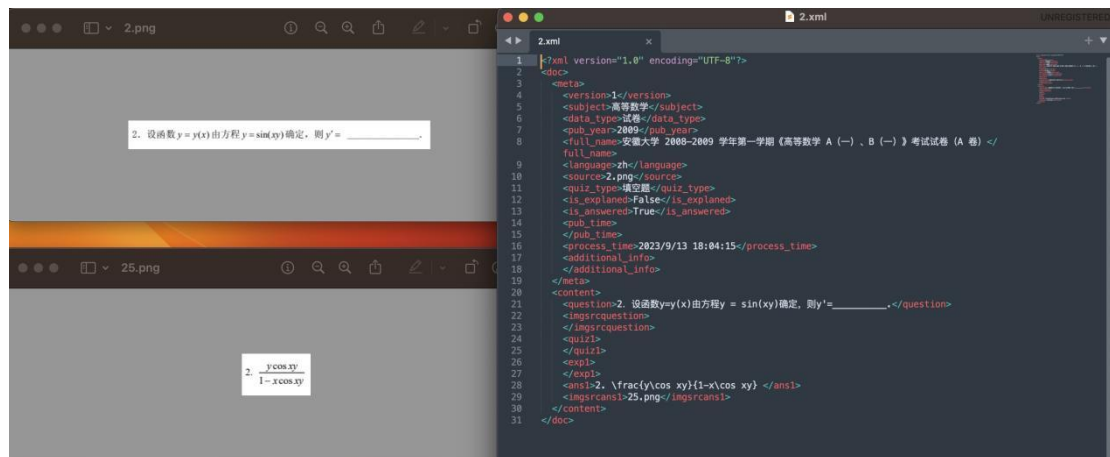 2.png
2. 设函数 y = y(x) 由方程 y = sin(xy) 确定，则 y' = ____________.
25.png
2. \frac{y cos xy}{1 - x cos xy}
2.xml
UNREGISTERED
2.xml
1 <?xml version="1.0" encoding="UTF-8"?>
2 <doc>
3 <meta>
4 <version>1</version>
5 <subject>高等数学</subject>
6 <data_type>试卷</data_type>
7 <pub_year>2009</pub_year>
8 <full_name>安徽大学 2008-2009 学年第一学期《高等数学 A（一）、B（一）》考试试卷（A 卷）</
full_name>
9 <language>zh</language>
10 <source>2.png</source>
11 <quiz_type>填空题</quiz_type>
12 <is_explaned>False</is_explaned>
13 <is_answered>True</is_answered>
14 <pub_time>
15 </pub_time>
16 <process_time>2023/9/13 18:04:15</process_time>
17 <additional_info>
18 </additional_info>
19 </meta>
20 <content>
21 <question>2. 设函数y=y(x)由方程y = sin(xy)确定, 则y'=_________.</question>
22 <imgsrcquestion>
23 </imgsrcquestion>
24 <quiz1>
25 </quiz1>
26 <exp1>
27 </exp1>
28 <ans1>2. \frac{y\cos xy}{1-x\cos xy} </ans1>
29 <imgsrcans1>25.png</imgsrcans1>
30 </content>
31 </doc>